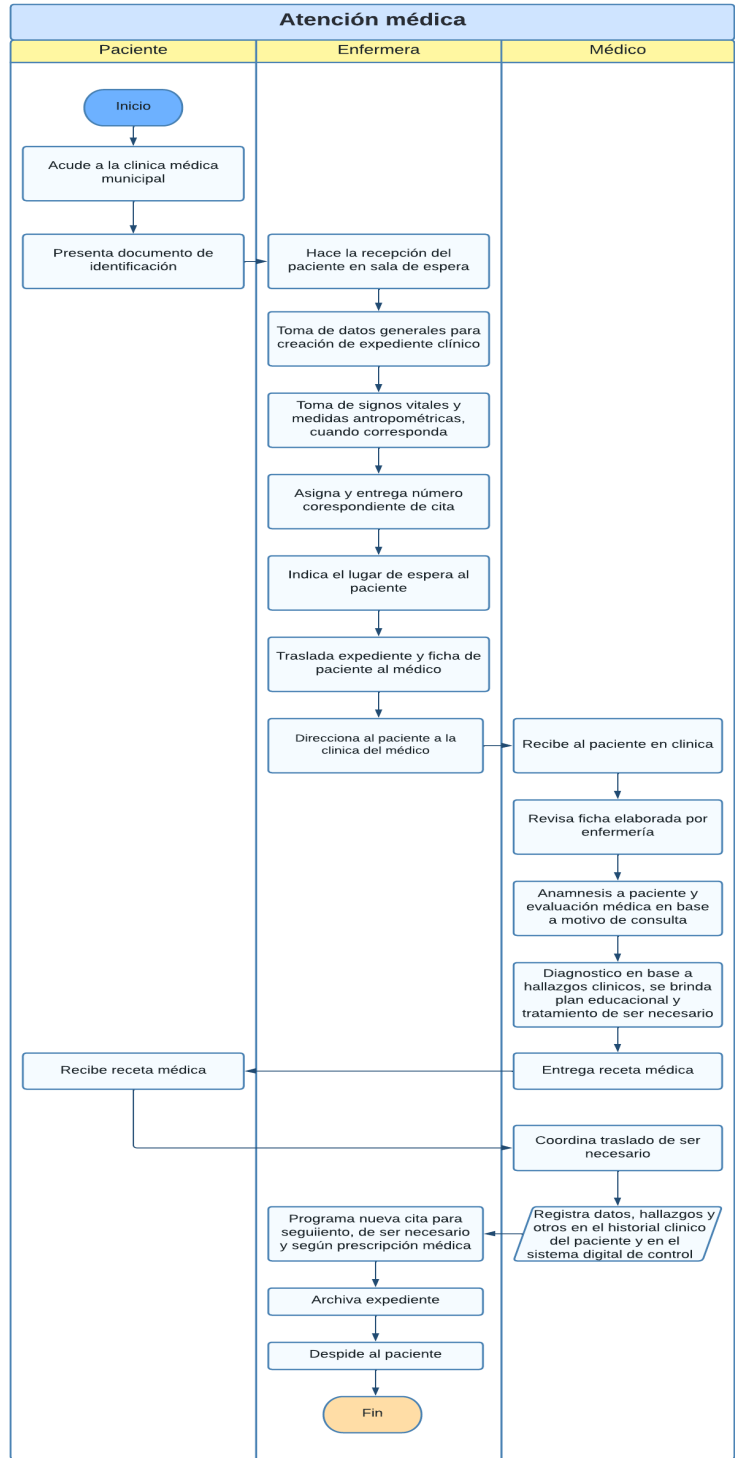 Atención médica
Paciente
Enfermera
Médico
Inicio
Acude a la clinica médica
municipal
Presenta documento de
identificación
Hace la recepción del
paciente en sala de espera
Toma de datos generales para
creación de expediente clínico
Toma de signos vitales y
medidas antropométricas,
cuando corresponda
Asigna y entrega número
corespondiente de cita
Indica el lugar de espera al
paciente
Traslada expediente y ficha de
paciente al médico
Direcciona al paciente a la
clinica del médico
Recibe al paciente en clinica
Revisa ficha elaborada por
enfermería
Anamnesis a paciente y
evaluación médica en base
a motivo de consulta
Diagnostico en base a
hallazgos clinicos, se brinda
plan educacional y
tratamiento de ser necesario
Entrega receta médica
Recibe receta médica
Coordina traslado de ser
necesario
Registra datos, hallazgos y
otros en el historial clinico
del paciente y en el
sistema digital de control
Programa nueva cita para
seguiiento, de ser necesario
y según prescripción médica
Archiva expediente
Despide al paciente
Fin